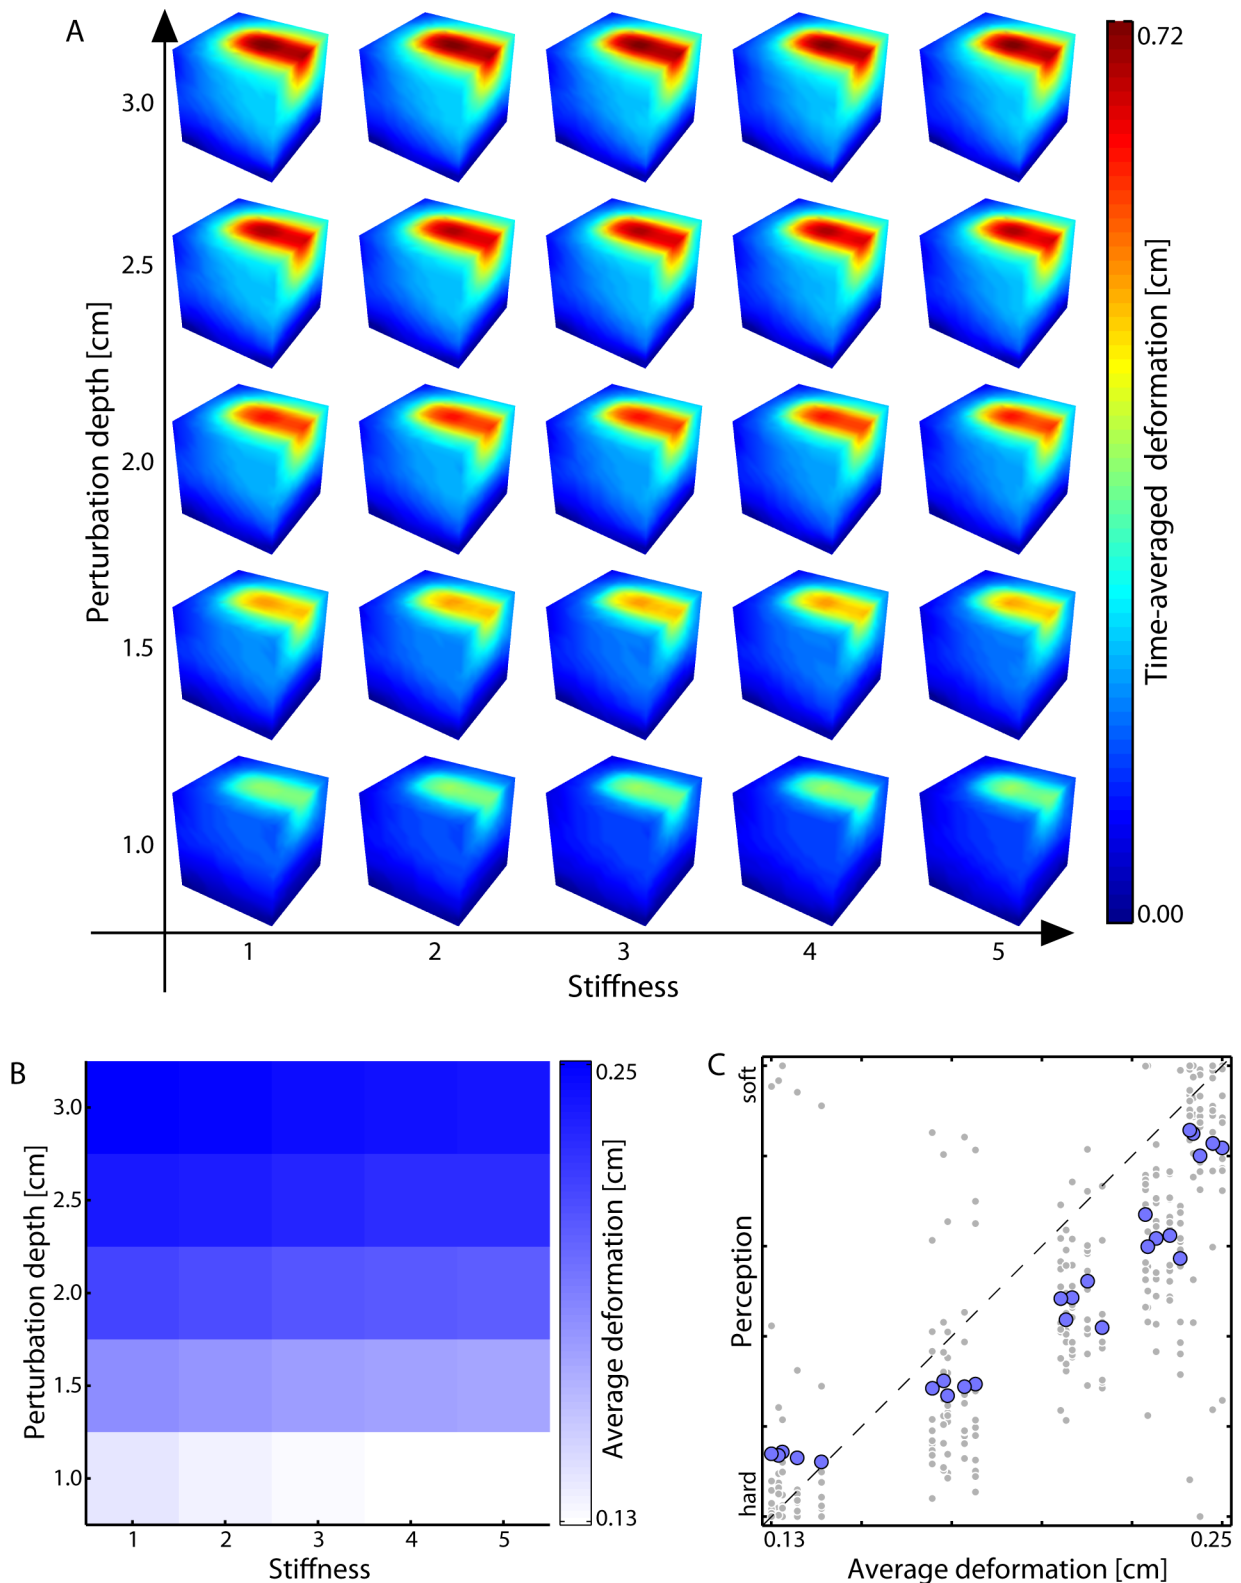 A
3.0
2.5
2.0
1.5
1.0
Perturbation depth [cm]
1 2 3 4 5
Stiffness
0.72
0.00
Time-averaged deformation [cm]
B
3.0
2.5
2.0
1.5
1.0
Perturbation depth [cm]
1 2 3 4 5
Stiffness
0.25
0.13
Average deformation [cm]
C
soft
Perception
hard
0.13 0.25
Average deformation [cm]